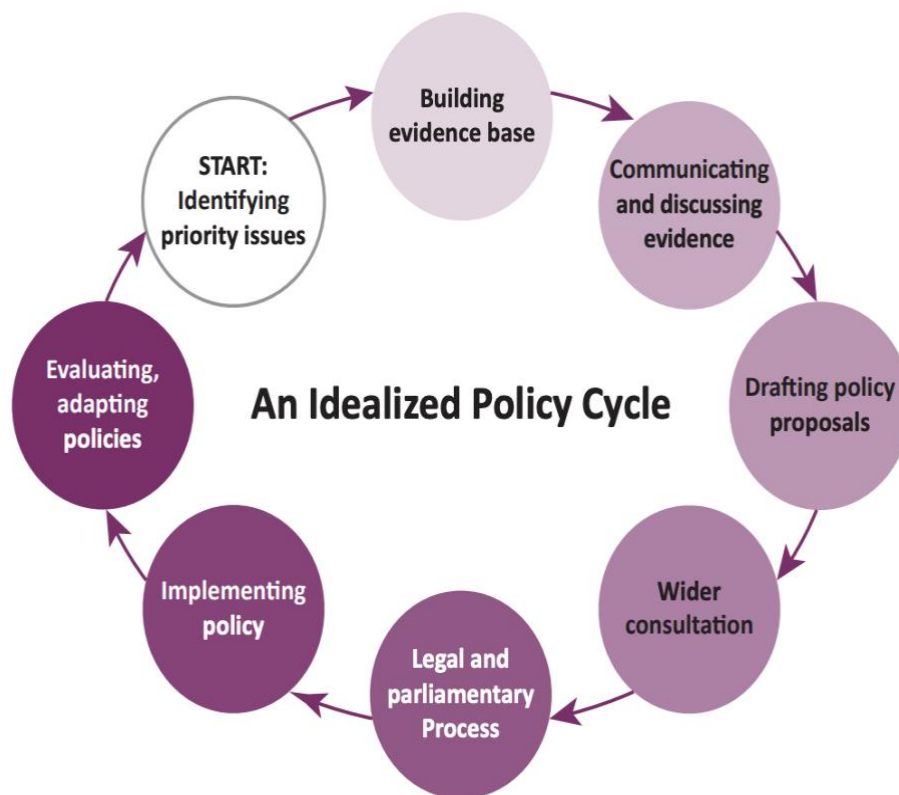 START:
Identifying
priority issues
Building
evidence base
Communicating
and discussing
evidence
Drafting policy
proposals
Wider
consultation
Legal and
parliamentary
Process
Implementing
policy
Evaluating,
adapting
policies
An Idealized Policy Cycle